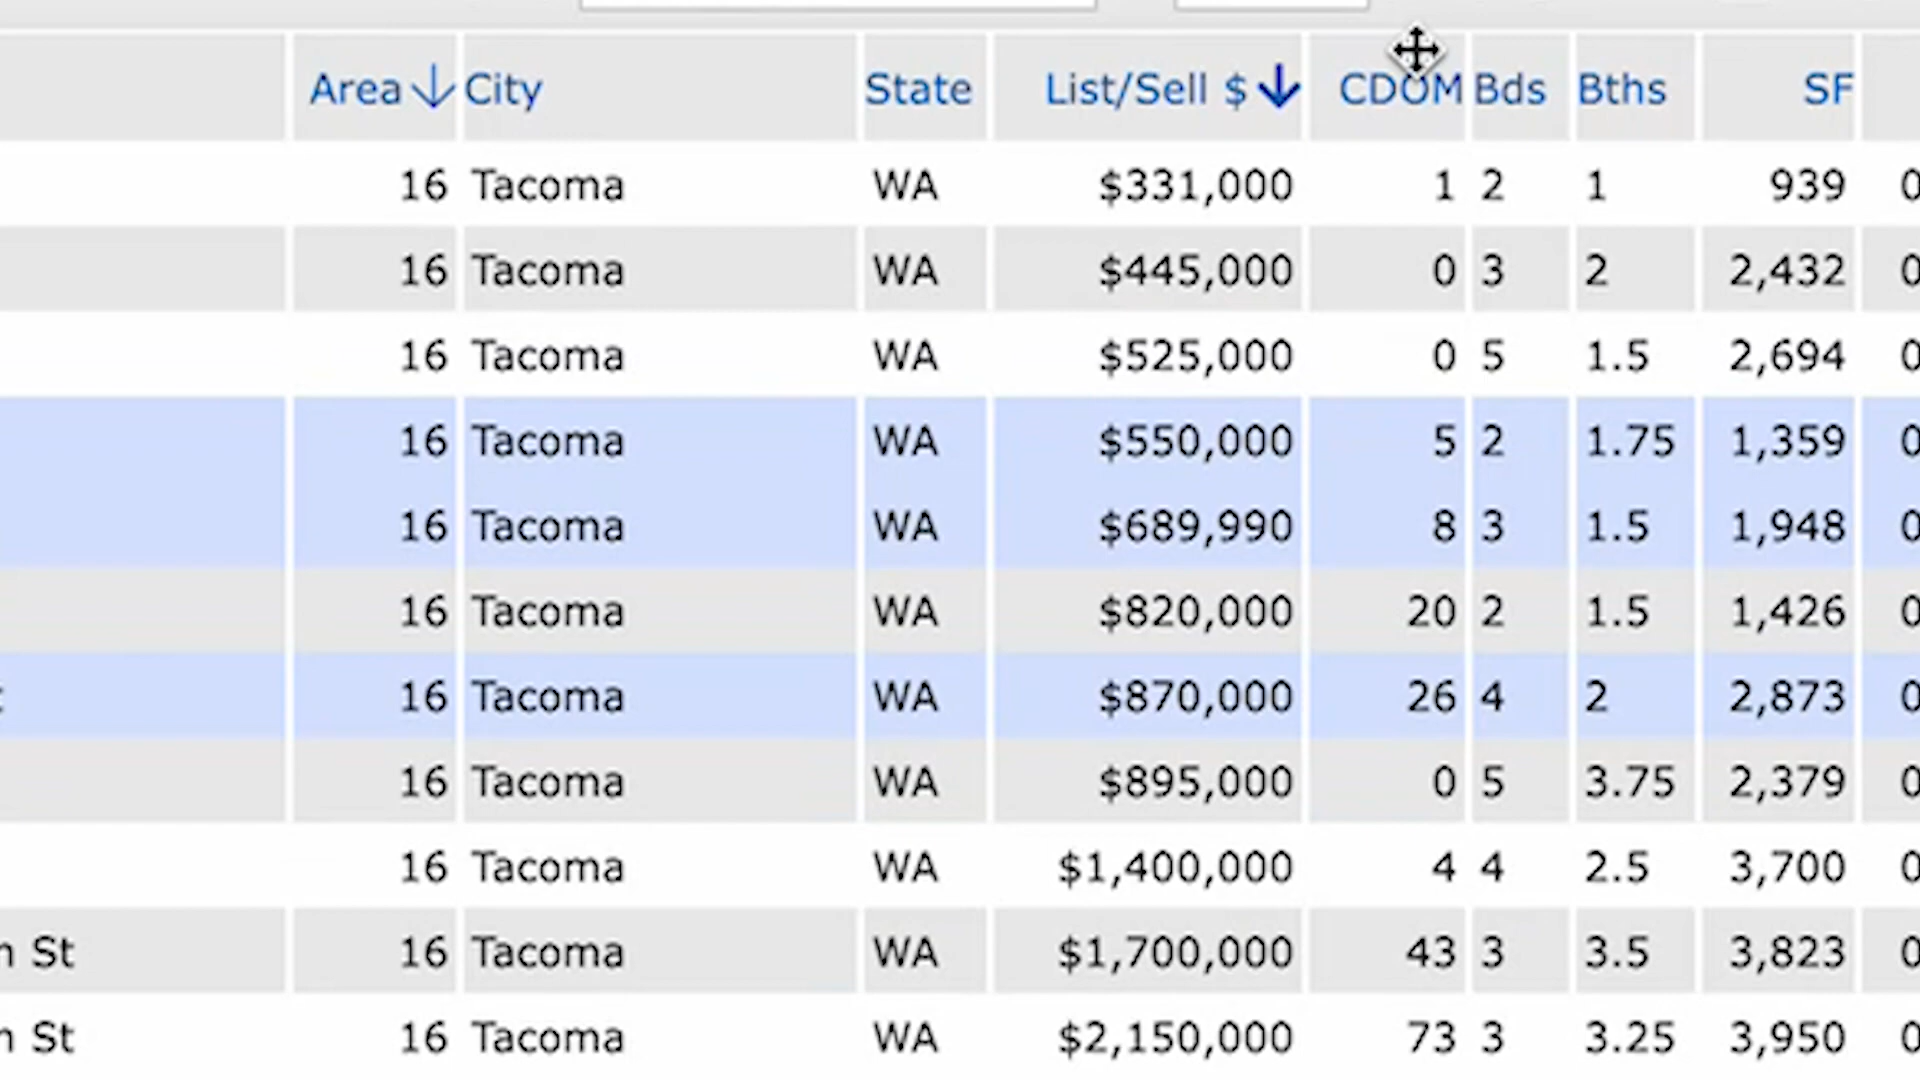 Area City State List/Sell $ CDOM Bds Bths SF
16 Tacoma WA $331,000 1 2 1 939 0
16 Tacoma WA $445,000 0 3 2 2,432 0
16 Tacoma WA $525,000 0 5 1.5 2,694 0
16 Tacoma WA $550,000 5 2 1.75 1,359 0
16 Tacoma WA $689,990 8 3 1.5 1,948 0
16 Tacoma WA $820,000 20 2 1.5 1,426 0
16 Tacoma WA $870,000 26 4 2 2,873 0
16 Tacoma WA $895,000 0 5 3.75 2,379 0
16 Tacoma WA $1,400,000 4 4 2.5 3,700 0
St 16 Tacoma WA $1,700,000 43 3 3.5 3,823 0
St 16 Tacoma WA $2,150,000 73 3 3.25 3,950 0